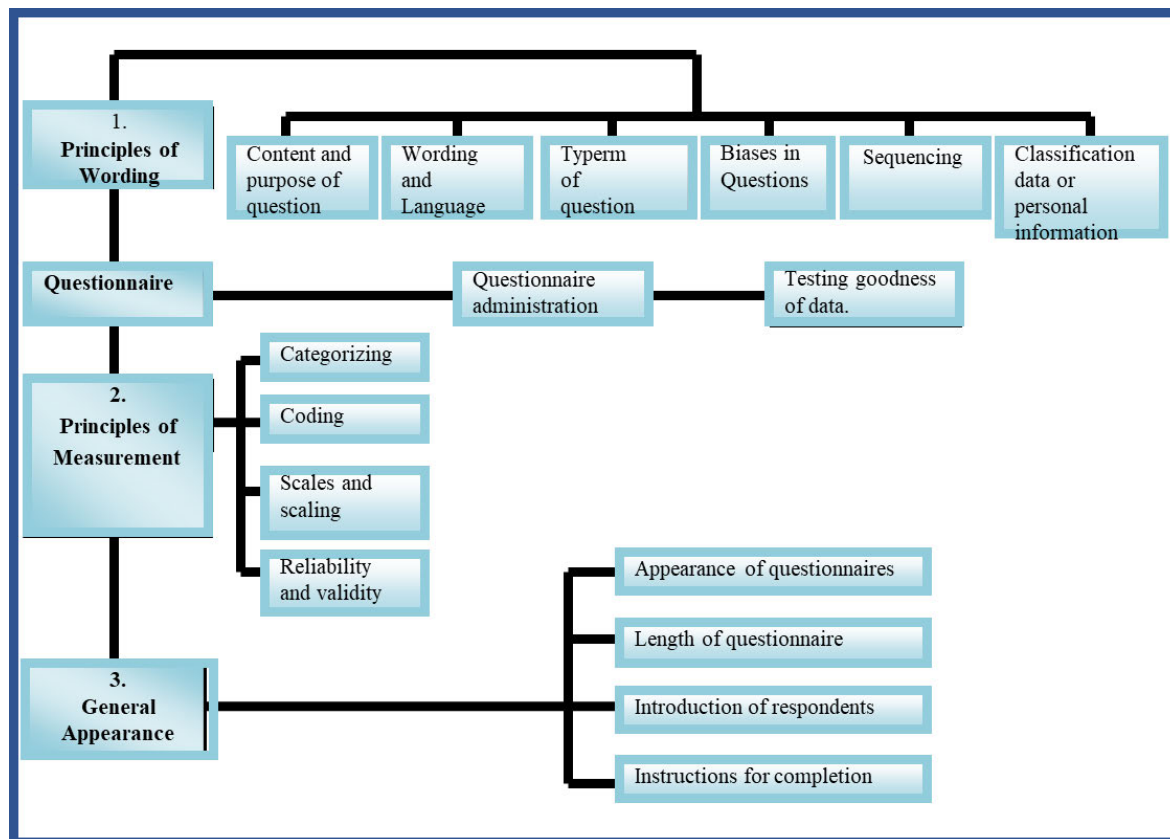 1.
Principles of
Wording
Content and
purpose of
question
Wording
and
Language
Typerm
of
question
Biases in
Questions
Sequencing
Classification
data or
personal
information
Questionnaire
Questionnaire
administration
Testing goodness
of data.
2.
Principles of
Measurement
Categorizing
Coding
Scales and
scaling
Reliability
and validity
3.
General
Appearance
Appearance of questionnaires
Length of questionnaire
Introduction of respondents
Instructions for completion